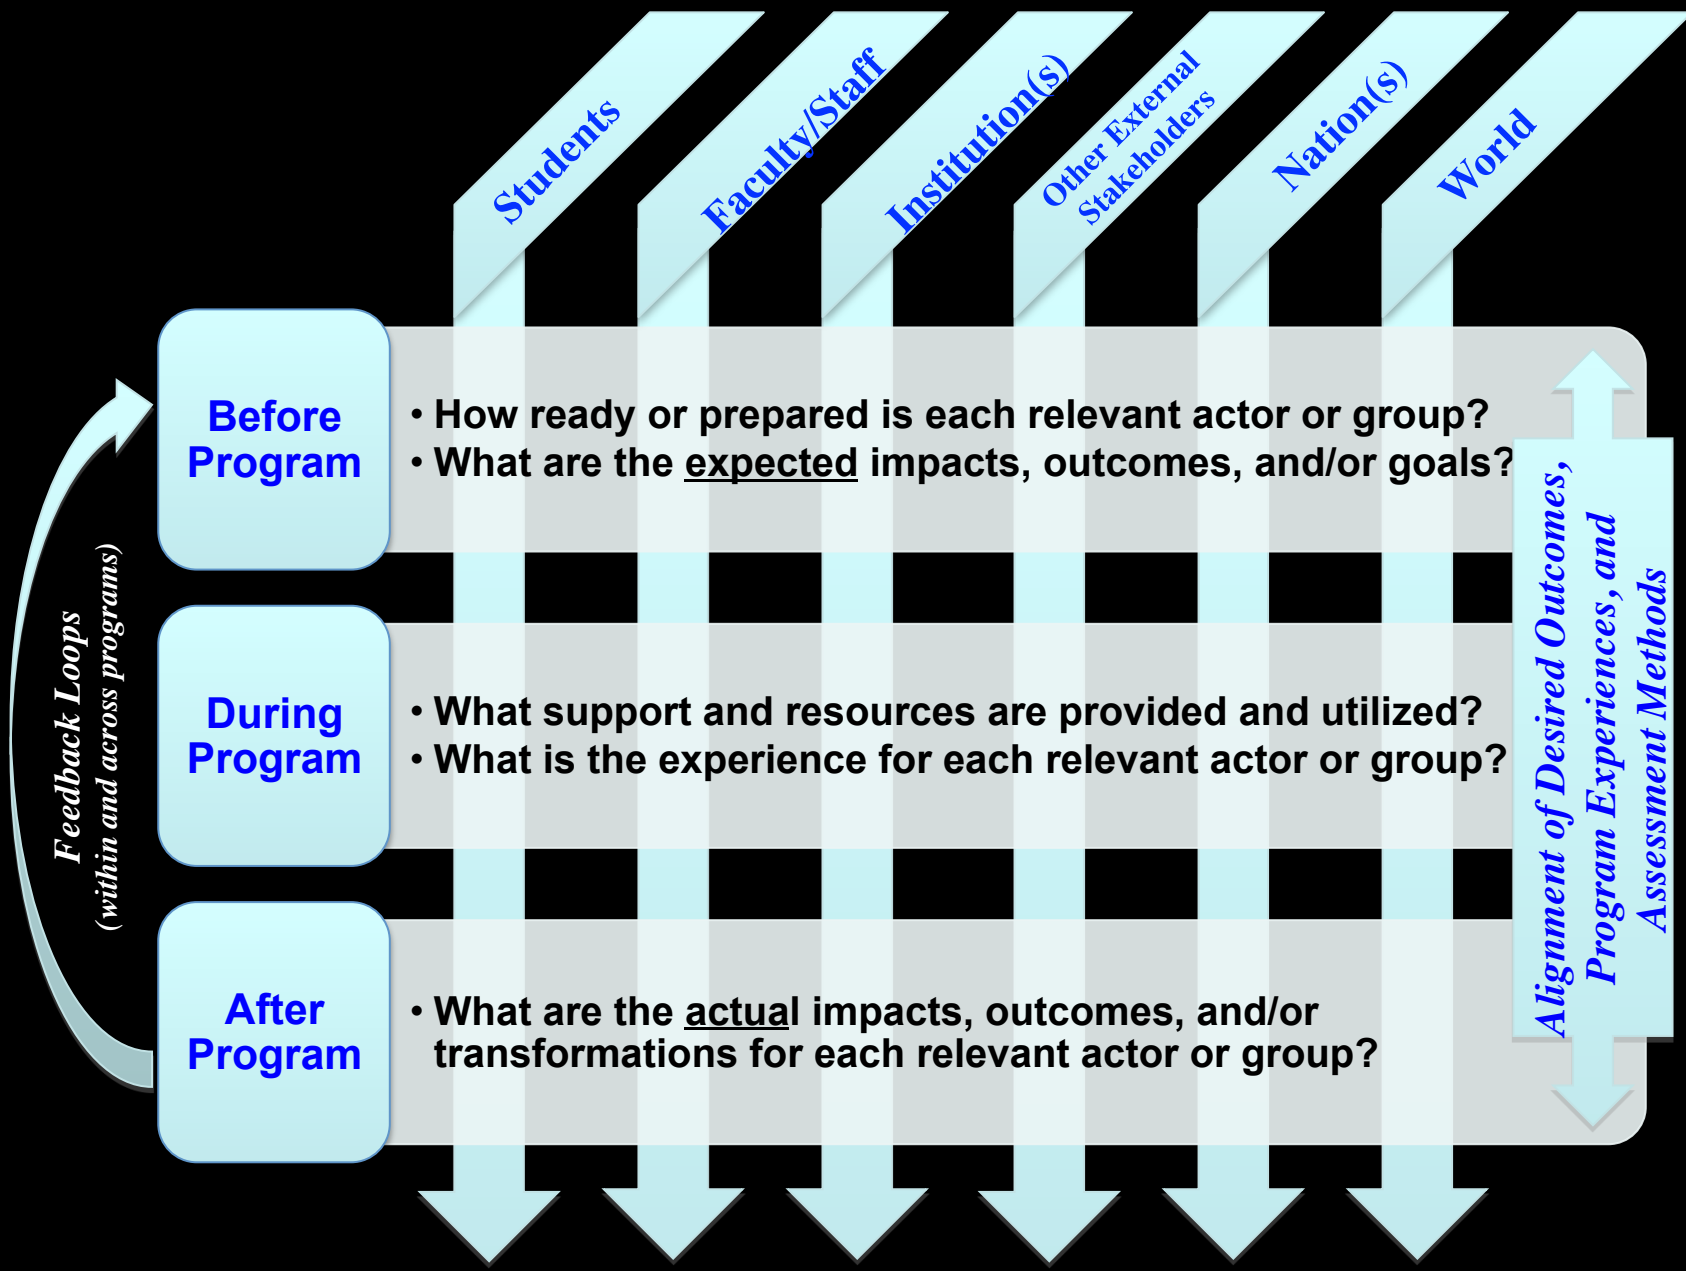 Students
Faculty/Staff
Institution(s)
Other External
Stakeholders
Nation(s)
World
Before
Program
• How ready or prepared is each relevant actor or group?
• What are the expected impacts, outcomes, and/or goals?
During
Program
• What support and resources are provided and utilized?
• What is the experience for each relevant actor or group?
After
Program
• What are the actual impacts, outcomes, and/or
transformations for each relevant actor or group?
Feedback Loops
(within and across programs)
Alignment of Desired Outcomes,
Program Experiences, and
Assessment Methods